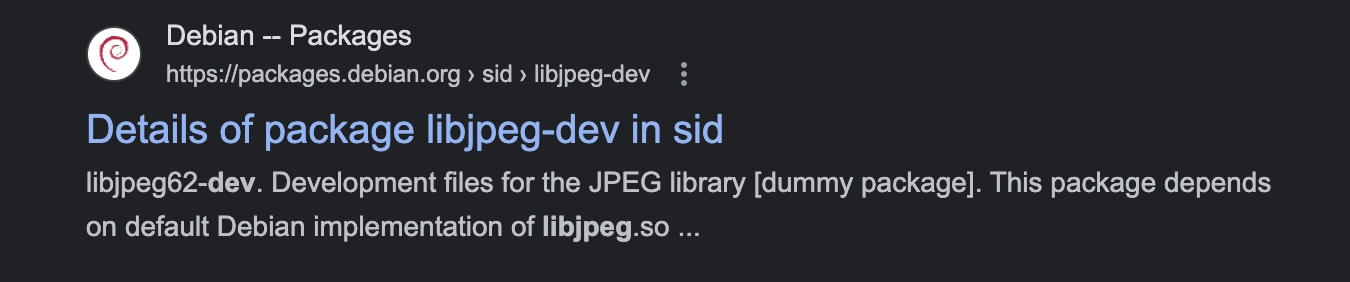 Debian -- Packages
https://packages.debian.org › sid › libjpeg-dev
Details of package libjpeg-dev in sid
libjpeg62-dev. Development files for the JPEG library [dummy package]. This package depends
on default Debian implementation of libjpeg.so ...